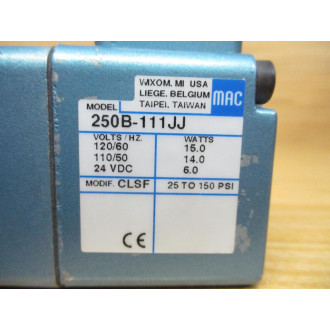 WIXOM, MI USA
LIEGE, BELGIUM
TAIPEI, TAIWAN
MAC
MODEL
250B-111JJ
VOLTS / HZ. WATTS
120/60 15.0
110/50 14.0
24 VDC 6.0
MODIF. CLSF 25 TO 150 PSI
CE